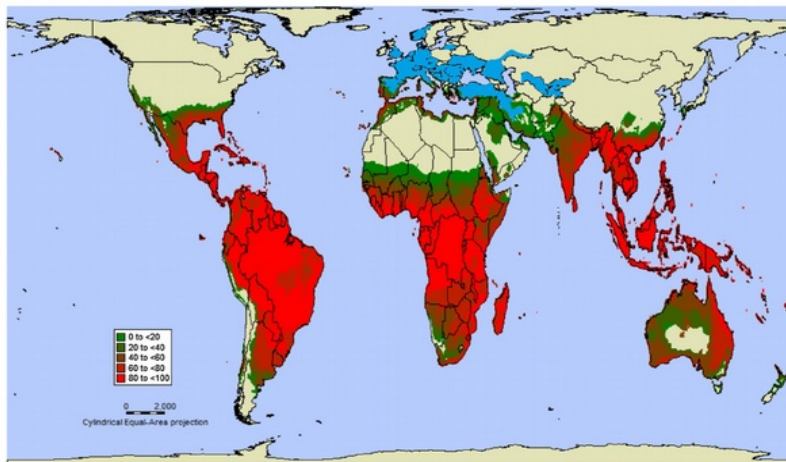 0 to <20
20 to <40
40 to <60
60 to <80
80 to <100
0 2,000
Cylindrical Equal-Area projection